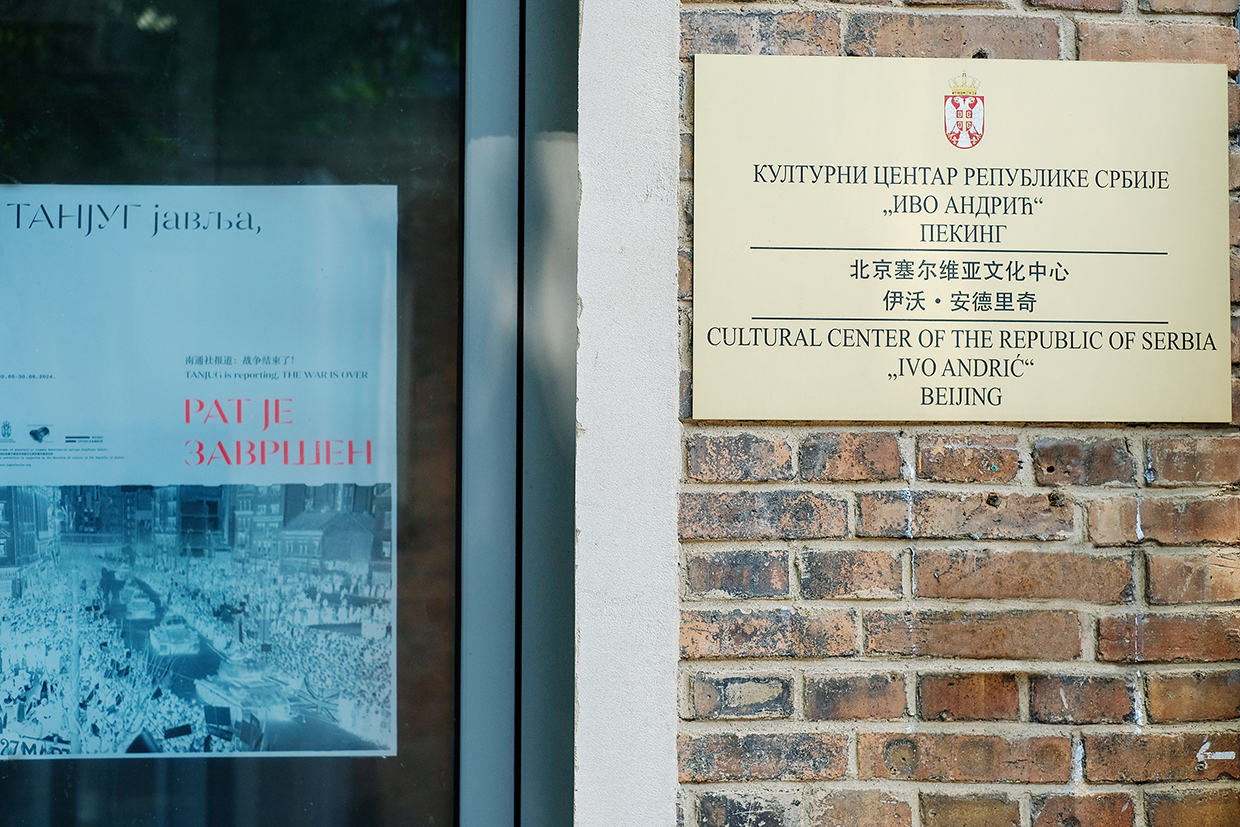 ТАНЈУГ јавља,
南通社报道：战争结束了！
TANJUG is reporting, THE WAR IS OVER
РАТ ЈЕ
ЗАВРШЕН
КУЛТУРНИ ЦЕНТАР РЕПУБЛИКЕ СРБИЈЕ
„ИВО АНДРИЋ“
ПЕКИНГ
北京塞尔维亚文化中心
伊沃·安德里奇
CULTURAL CENTER OF THE REPUBLIC OF SERBIA
„IVO ANDRIĆ“
BEIJING